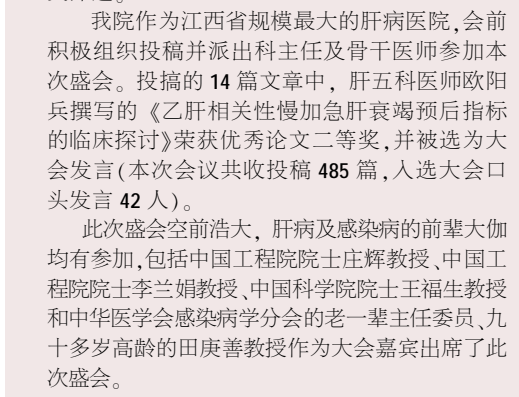 我院作为江西省规模最大的肝病医院,会前
积极组织投稿并派出科主任及骨干医师参加本
次盛会。投搞的 14 篇文章中, 肝五科医师欧阳
兵撰写的《乙肝相关性慢加急肝衰竭预后指标
的临床探讨》荣获优秀论文二等奖,并被选为大
会发言(本次会议共收投稿 485 篇,入选大会口
头发言 42 人)。
此次盛会空前浩大, 肝病及感染病的前辈大伽
均有参加,包括中国工程院院士庄辉教授、中国工
程院院士李兰娟教授、中国科学院院士王福生教授
和中华医学会感染病学分会的老一辈主任委员、九
十多岁高龄的田庚善教授作为大会嘉宾出席了此
次盛会。